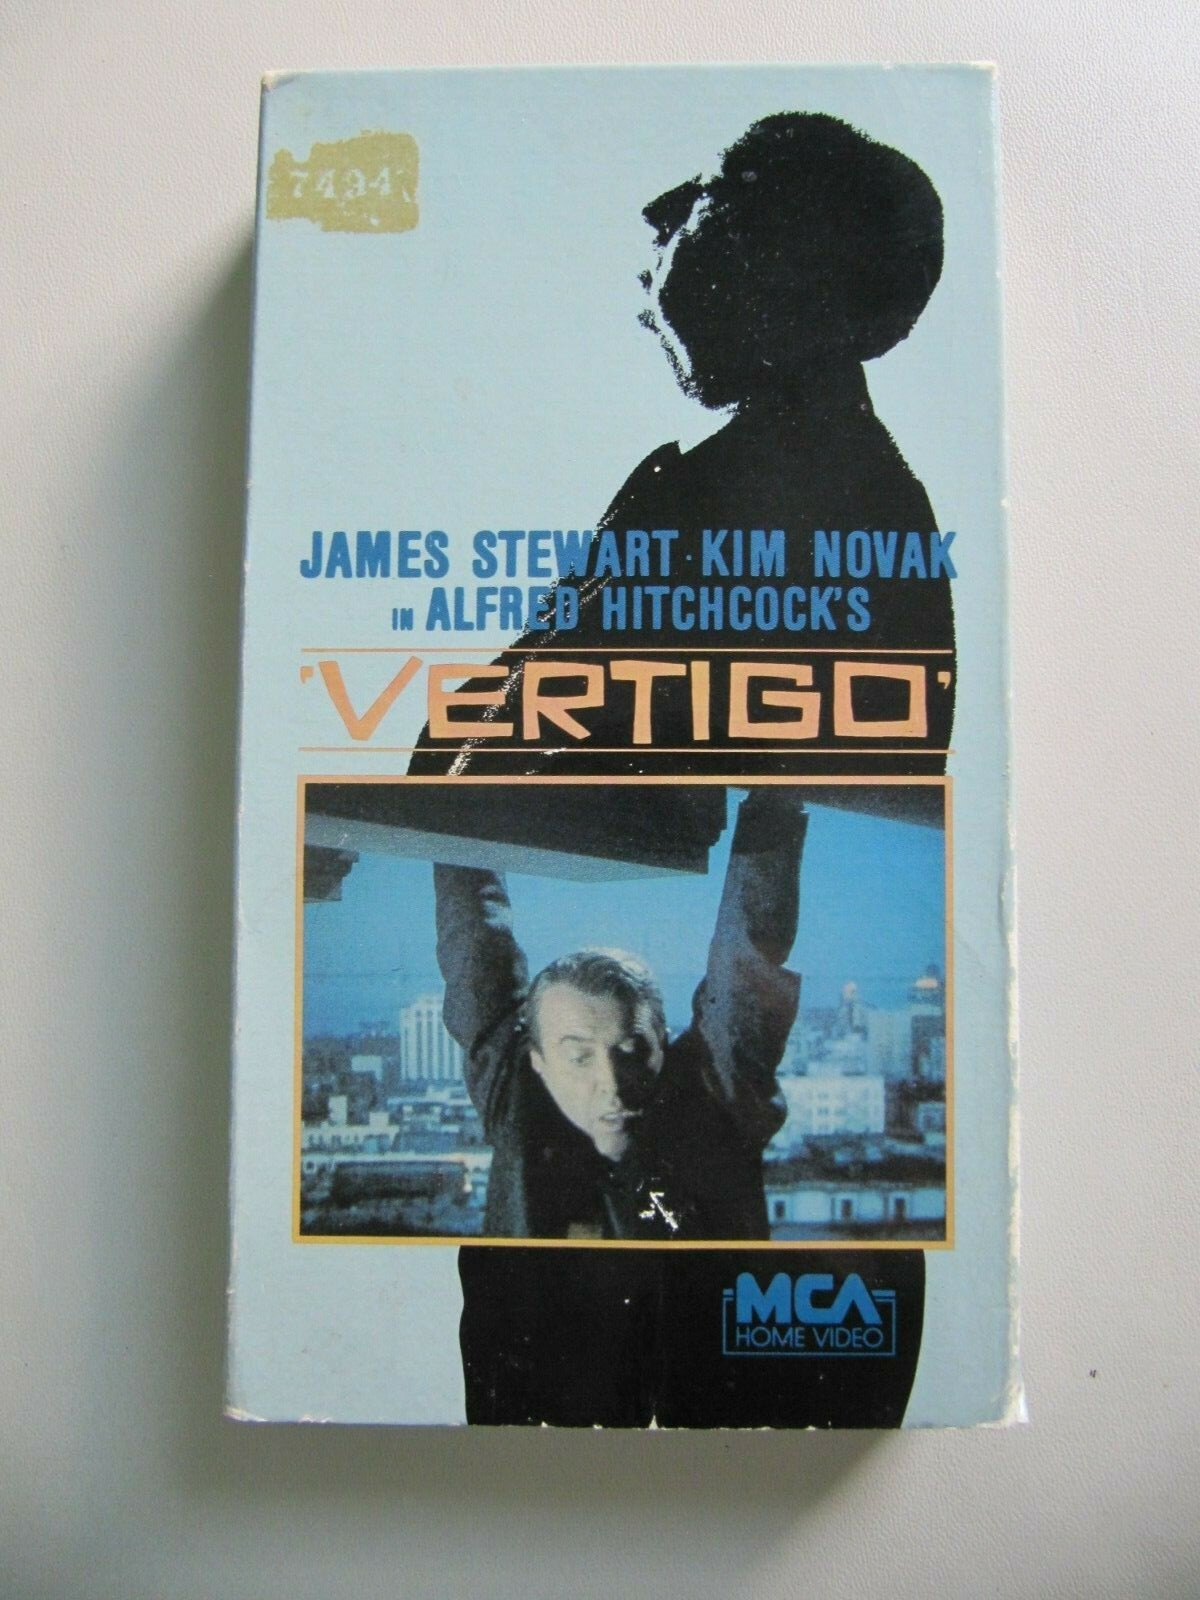 7494
JAMES STEWART · KIM NOVAK
IN ALFRED HITCHCOCK'S
'VERTIGO'
MCA
HOME VIDEO